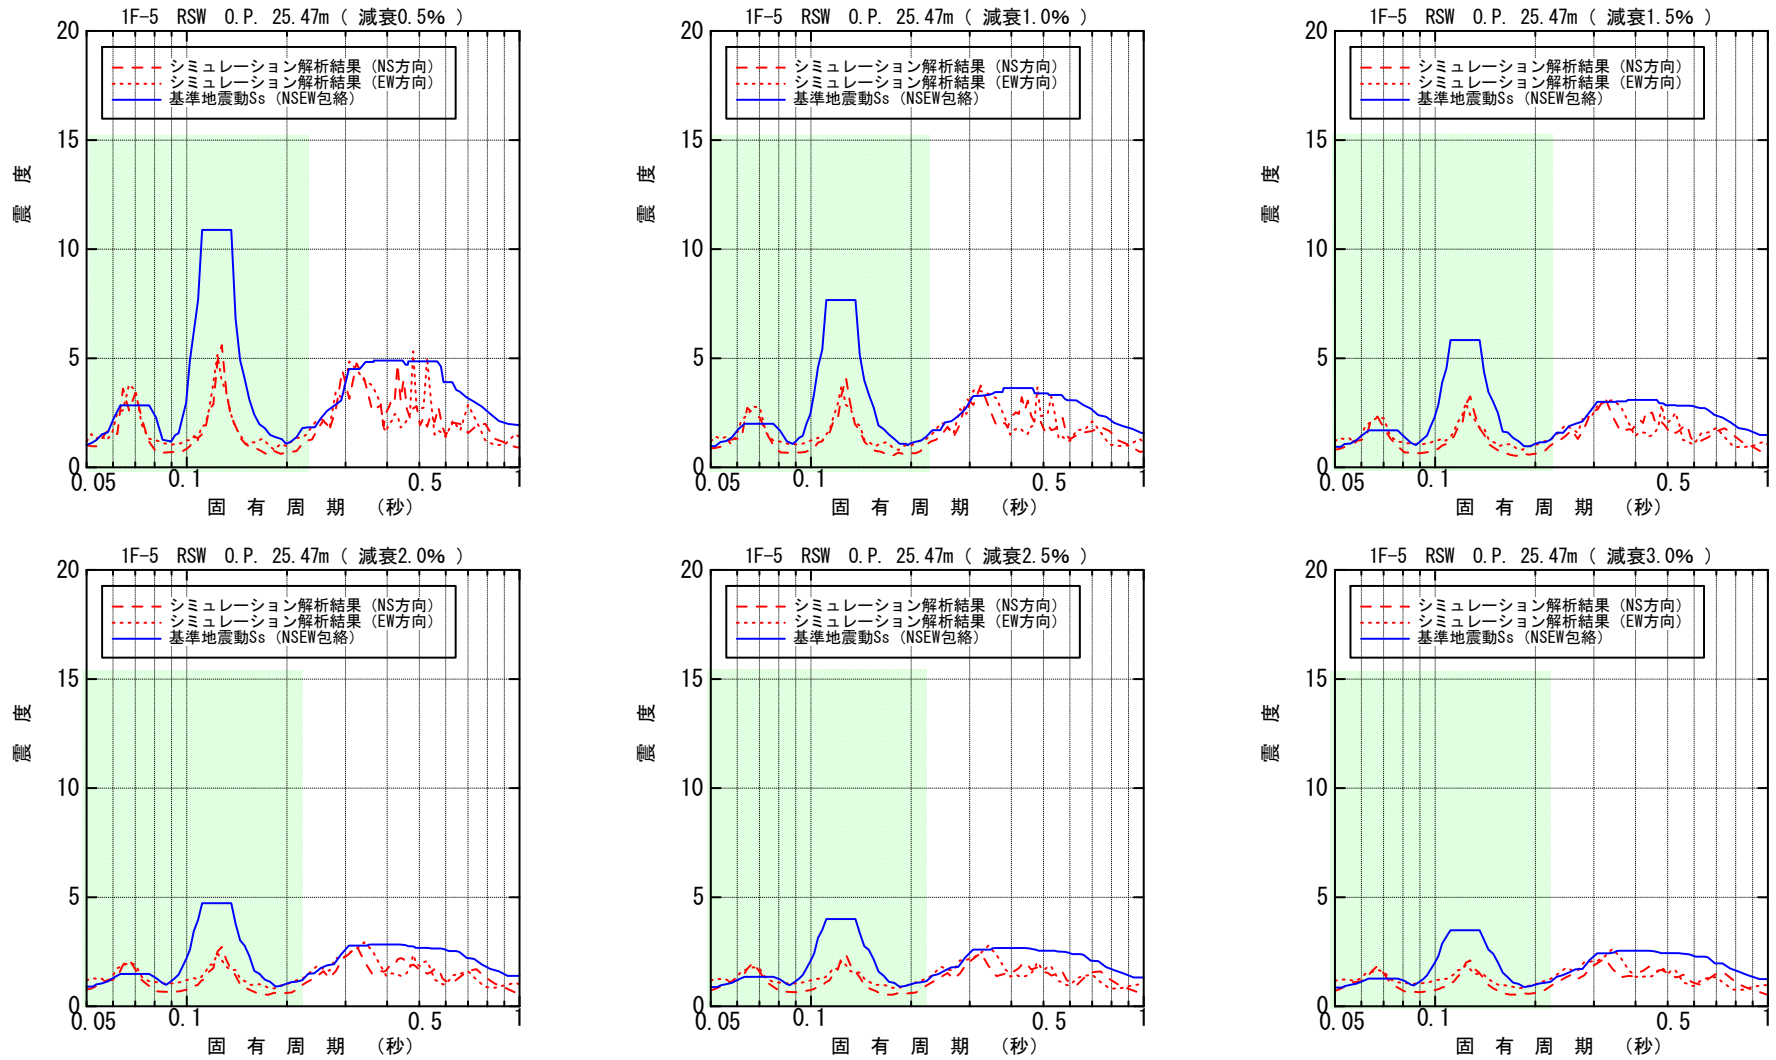 1F-5 RSW O.P. 25.47m ( 減衰0.5% )
20
15
10
5
0
シミュレーション解析結果 (NS方向)
シミュレーション解析結果 (EW方向)
基準地震動Ss (NSEW包絡)
震度
0.05 0.1 0.5 1
固有周期 (秒)
1F-5 RSW O.P. 25.47m ( 減衰1.0% )
20
15
10
5
0
シミュレーション解析結果 (NS方向)
シミュレーション解析結果 (EW方向)
基準地震動Ss (NSEW包絡)
震度
0.05 0.1 0.5 1
固有周期 (秒)
1F-5 RSW O.P. 25.47m ( 減衰1.5% )
20
15
10
5
0
シミュレーション解析結果 (NS方向)
シミュレーション解析結果 (EW方向)
基準地震動Ss (NSEW包絡)
震度
0.05 0.1 0.5 1
固有周期 (秒)
1F-5 RSW O.P. 25.47m ( 減衰2.0% )
20
15
10
5
0
シミュレーション解析結果 (NS方向)
シミュレーション解析結果 (EW方向)
基準地震動Ss (NSEW包絡)
震度
0.05 0.1 0.5 1
固有周期 (秒)
1F-5 RSW O.P. 25.47m ( 減衰2.5% )
20
15
10
5
0
シミュレーション解析結果 (NS方向)
シミュレーション解析結果 (EW方向)
基準地震動Ss (NSEW包絡)
震度
0.05 0.1 0.5 1
固有周期 (秒)
1F-5 RSW O.P. 25.47m ( 減衰3.0% )
20
15
10
5
0
シミュレーション解析結果 (NS方向)
シミュレーション解析結果 (EW方向)
基準地震動Ss (NSEW包絡)
震度
0.05 0.1 0.5 1
固有周期 (秒)